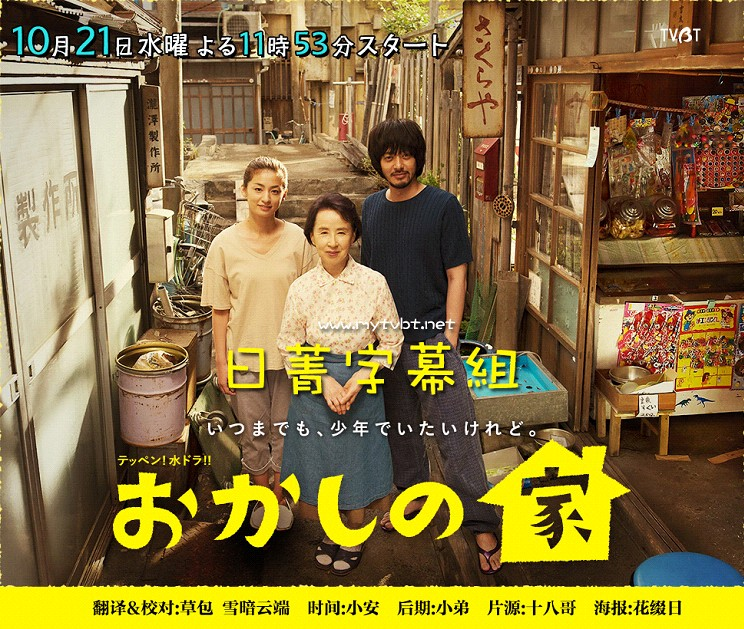 10月21日水曜 よる11時53分スタート
TVBT
さくらや
瀧澤製作所
製作所
www.mytvbt.net
日菁字幕組
いつまでも、少年でいたいけれど。
テッペン!水ドラ!!
おかしの家
翻译&校对:草包 雪暗云端 时间:小安 后期:小弟 片源:十八哥 海报:花缀日